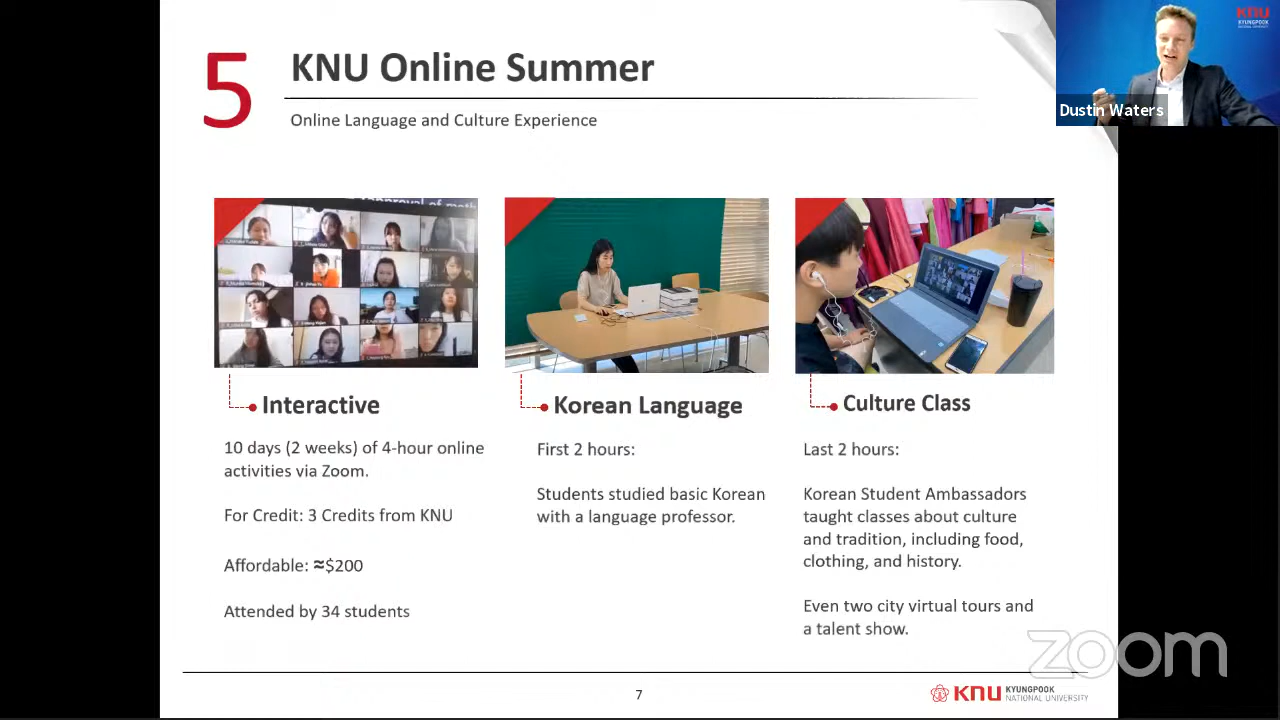 5
KNU Online Summer
Online Language and Culture Experience
KNU
KYUNGPOOK
NATIONAL UNIVERSITY
Dustin Waters
approval of
Interactive
10 days (2 weeks) of 4-hour online
activities via Zoom.
For Credit: 3 Credits from KNU
Affordable: ≈$200
Attended by 34 students
Korean Language
First 2 hours:
Students studied basic Korean
with a language professor.
Culture Class
Last 2 hours:
Korean Student Ambassadors
taught classes about culture
and tradition, including food,
clothing, and history.
Even two city virtual tours and
a talent show.
zoom
7
KNU
KYUNGPOOK
NATIONAL UNIVERSITY